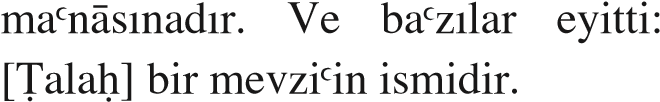 maʿnāsınadır. Ve baʿzılar eyitti:
[Ṭalaḥ] bir mevziʿin ismidir.